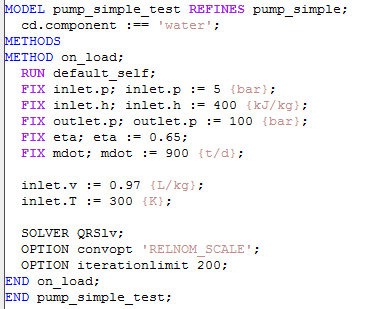 MODEL pump_simple_test REFINES pump_simple;
cd.component :== 'water';
METHODS
METHOD on_load;
RUN default_self;
FIX inlet.p; inlet.p := 5 {bar};
FIX inlet.h; inlet.h := 400 {kJ/kg};
FIX outlet.p; outlet.p := 100 {bar};
FIX eta; eta := 0.65;
FIX mdot; mdot := 900 {t/d};
inlet.v := 0.97 {L/kg};
inlet.T := 300 {K};
SOLVER QRSlv;
OPTION convopt 'RELNOM_SCALE';
OPTION iterationlimit 200;
END on_load;
END pump_simple_test;